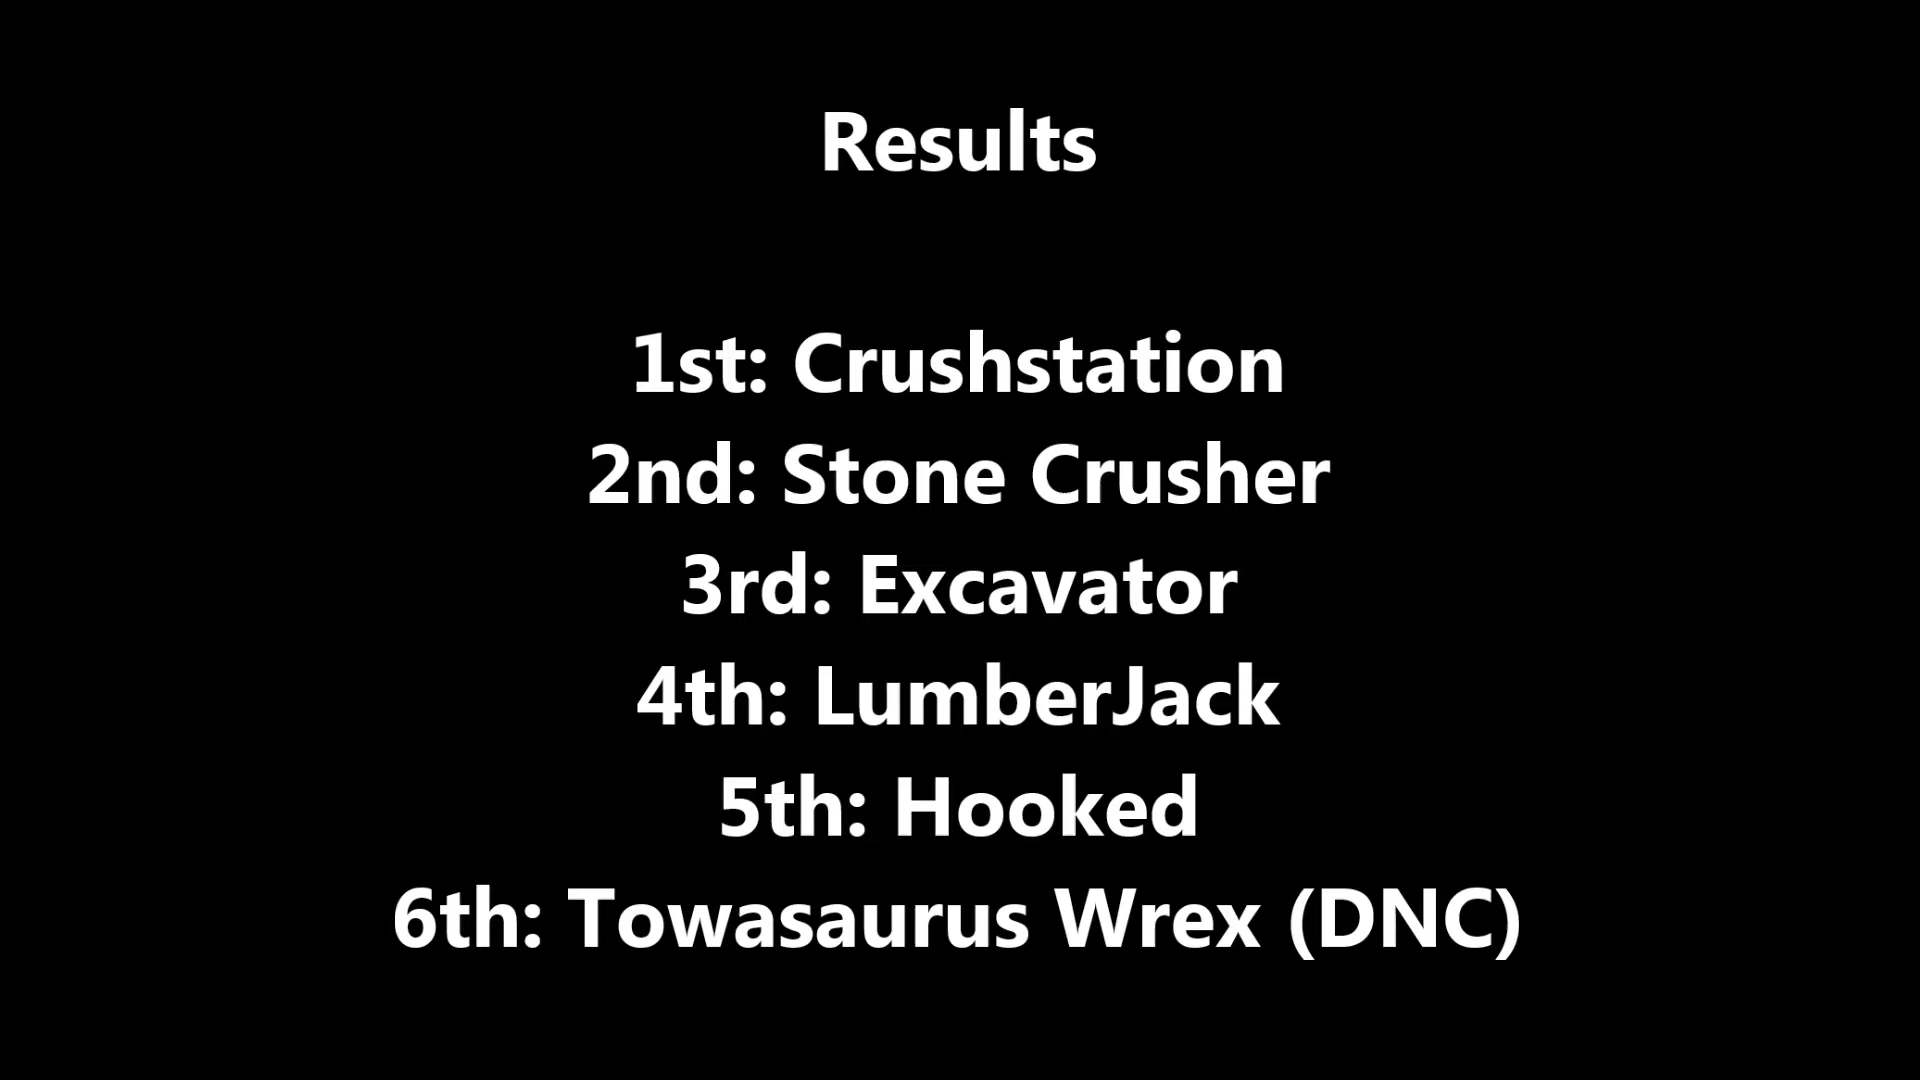 Results
1st: Crushstation
2nd: Stone Crusher
3rd: Excavator
4th: LumberJack
5th: Hooked
6th: Towasaurus Wrex (DNC)